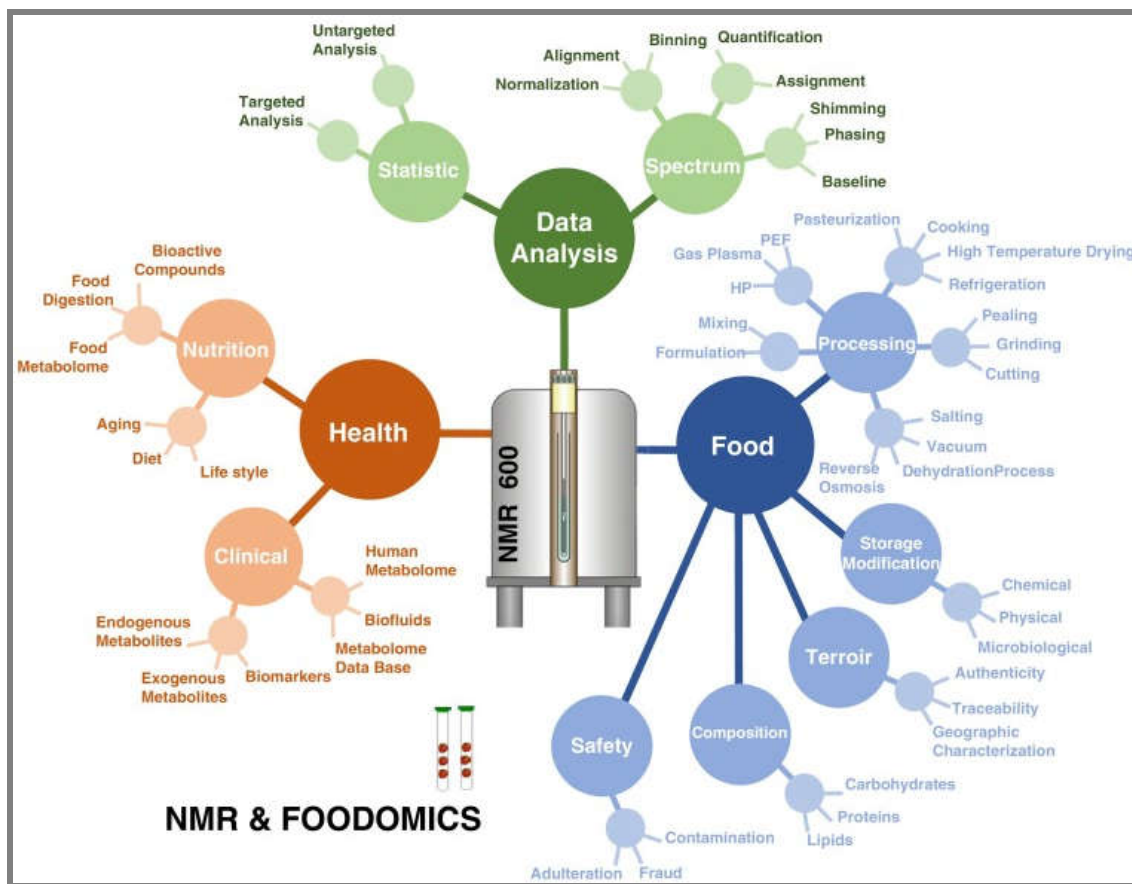 Untargeted
Analysis
Targeted
Analysis
Statistic
Alignment
Normalization
Binning
Quantification
Assignment
Shimming
Phasing
Baseline
Spectrum
Data
Analysis
Bioactive
Compounds
Food
Digestion
Food
Metabolome
Nutrition
Aging
Diet
Life style
Health
Clinical
Human
Metabolome
Biofluids
Metabolome
Data Base
Endogenous
Metabolites
Exogenous
Metabolites
Biomarkers
NMR 600
Food
Pasteurization
Cooking
High Temperature Drying
Refrigeration
PEF
Gas Plasma
HP
Mixing
Formulation
Processing
Pealing
Grinding
Cutting
Salting
Vacuum
DehydrationProcess
Reverse
Osmosis
Storage
Modification
Chemical
Physical
Microbiological
Terroir
Authenticity
Traceability
Geographic
Characterization
Composition
Carbohydrates
Proteins
Lipids
Safety
Contamination
Fraud
Adulteration
NMR & FOODOMICS